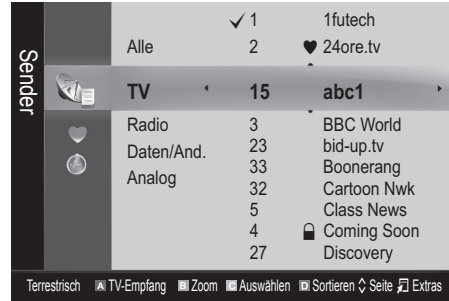 Sender
✓ 1 1futech
Alle 2 ♥ 24ore.tv
TV 15 abc1
Radio 3 BBC World
Daten/And. 23 bid-up.tv
Analog 33 Boonerang
32 Cartoon Nwk
5 Class News
4 Coming Soon
27 Discovery
Terrestrisch A TV-Empfang B Zoom C Auswählen D Sortieren Seite Extras